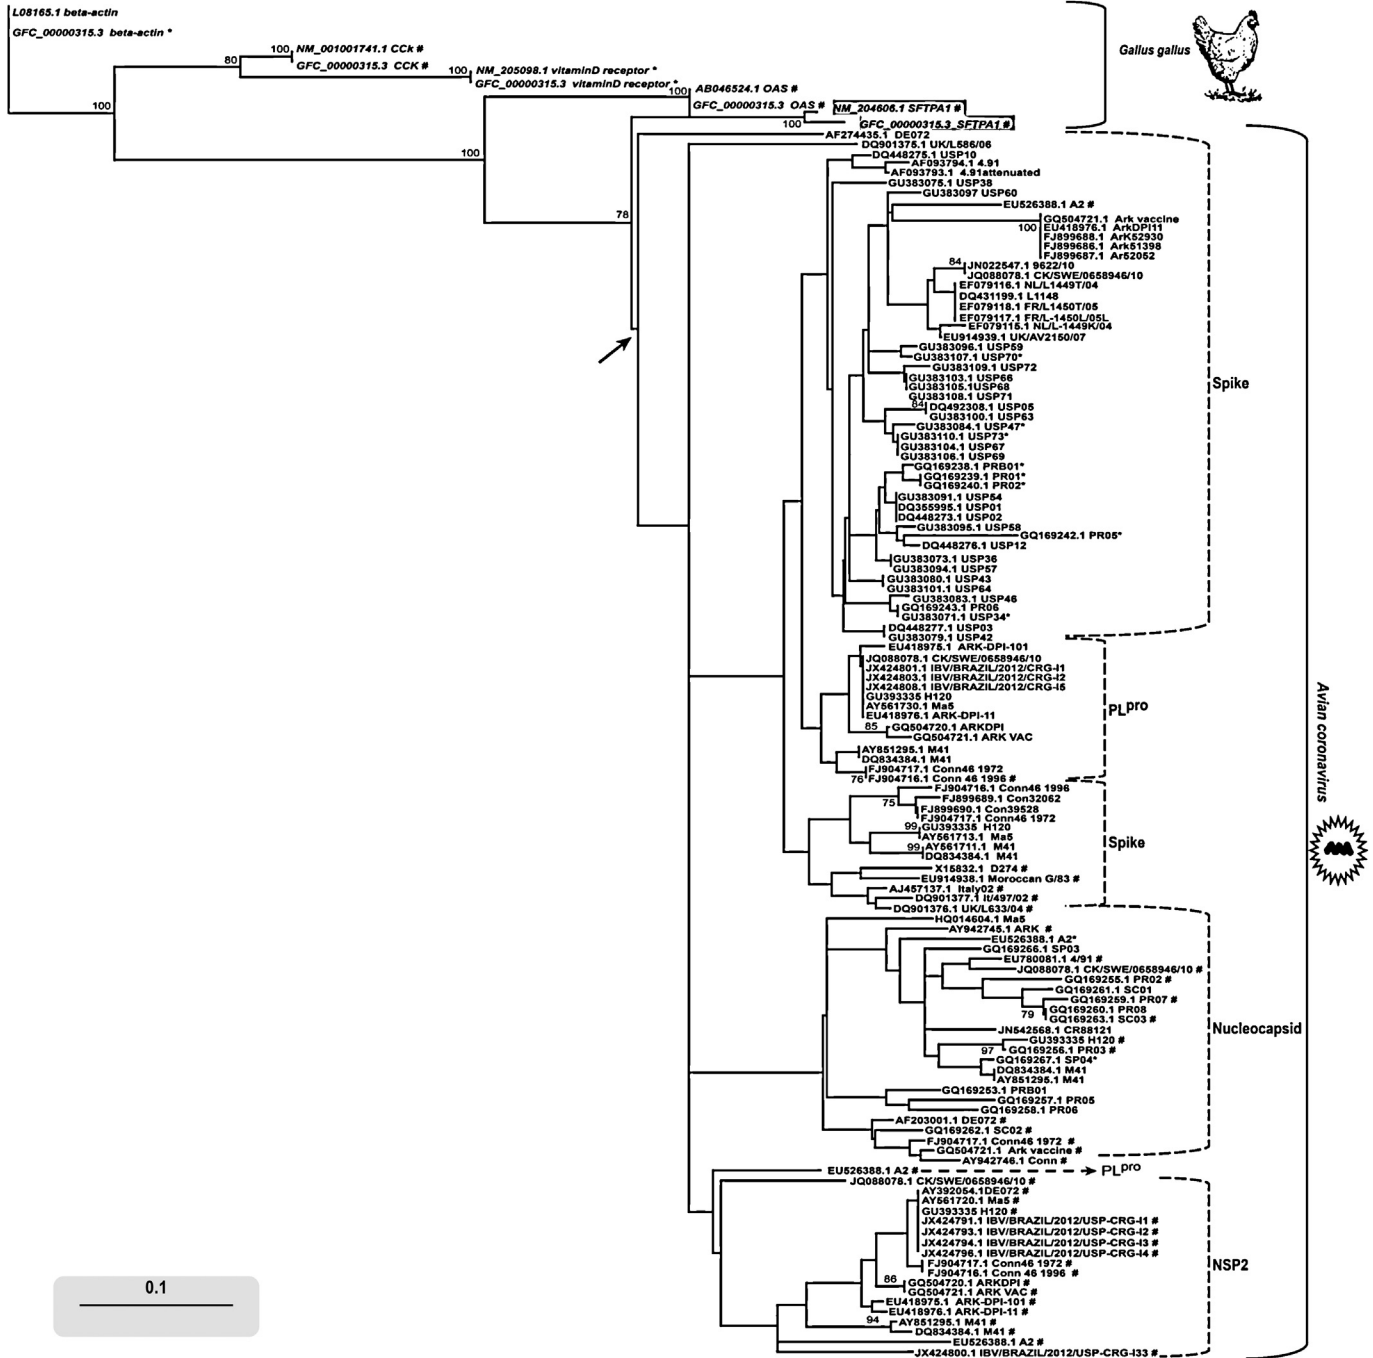 L08165.1 beta-actin
GFC_00000315.3 beta-actin *
100
80
100
NM_001001741.1 CCk #
GFC_00000315.3 CCK #
100
NM_205098.1 vitaminD receptor *
GFC_00000315.3 vitaminD receptor *
100
100
AB046524.1 OAS #
GFC_00000315.3 OAS #
NM_204606.1 SFTPA1 #
100
GFC_00000315.3_SFTPA1 #
Gallus gallus
78
AF274435.1 DE072
DQ901375.1 UK/L586/06
DQ448275.1 USP10
AF093794.1 4.91
AF093793.1 4.91attenuated
GU383075.1 USP38
GU383097 USP60
EU526388.1 A2 #
GQ504721.1 Ark vaccine
100
EU418976.1 ArkDPI11
FJ899688.1 ArK52930
FJ899686.1 Ark51398
FJ899687.1 Ar52052
84
JN022547.1 9622/10
JQ088078.1 CK/SWE/0658946/10
EF079116.1 NL/L1449T/04
DQ431199.1 L1148
EF079118.1 FR/L1450T/05
EF079117.1 FR/L-1450L/05L
EF079115.1 NL/L-1449K/04
EU914939.1 UK/AV2150/07
GU383096.1 USP59
GU383107.1 USP70*
GU383109.1 USP72
GU383103.1 USP66
GU383105.1USP68
GU383108.1 USP71
84
DQ492308.1 USP05
GU383100.1 USP63
GU383084.1 USP47*
GU383110.1 USP73*
GU383104.1 USP67
GU383106.1 USP69
GQ169238.1 PRB01*
GQ169239.1 PR01*
GQ169240.1 PR02*
GU383091.1 USP54
DQ355995.1 USP01
DQ448273.1 USP02
GU383095.1 USP58
GQ169242.1 PR05*
DQ448276.1 USP12
GU383073.1 USP36
GU383094.1 USP57
GU383080.1 USP43
GU383101.1 USP64
GU383083.1 USP46
GQ169243.1 PR06
GU383071.1 USP34*
DQ448277.1 USP03
GU383079.1 USP42
Spike
EU418975.1 ARK-DPI-101
JQ088078.1 CK/SWE/0658946/10
JX424801.1 IBV/BRAZIL/2012/CRG-I1
JX424803.1 IBV/BRAZIL/2012/CRG-I2
JX424808.1 IBV/BRAZIL/2012/CRG-I5
GU393335 H120
AY561730.1 Ma5
EU418976.1 ARK-DPI-11
85
GQ504720.1 ARKDPI
GQ504721.1 ARK VAC
AY851295.1 M41
DQ834384.1 M41
FJ904717.1 Conn46 1972
76
FJ904716.1 Conn 46 1996 #
PLpro
FJ904716.1 Conn46 1996
75
FJ899689.1 Con32062
FJ899690.1 Con39528
FJ904717.1 Conn46 1972
99
GU393335 H120
AY561713.1 Ma5
99
AY561711.1 M41
DQ834384.1 M41
X15832.1 D274 #
EU914938.1 Moroccan G/83 #
AJ457137.1 Italy02 #
DQ901377.1 It/497/02 #
DQ901376.1 UK/L633/04 #
Spike
HQ014604.1 Ma5
AY942745.1 ARK #
EU526388.1 A2*
GQ169266.1 SP03
EU780081.1 4/91 #
JQ088078.1 CK/SWE/0658946/10 #
GQ169255.1 PR02 #
GQ169261.1 SC01
GQ169259.1 PR07 #
79
GQ169260.1 PR08
GQ169263.1 SC03 #
JN542568.1 CR88121
GU393335 H120 #
97
GQ169256.1 PR03 #
GQ169267.1 SP04*
DQ834384.1 M41
AY851295.1 M41
GQ169253.1 PRB01
GQ169257.1 PR05
GQ169258.1 PR06
AF203001.1 DE072 #
GQ169262.1 SC02 #
FJ904717.1 Conn46 1972 #
GQ504721.1 Ark vaccine #
AY942746.1 Conn #
Nucleocapsid
EU526388.1 A2 #
PLpro
JQ088078.1 CK/SWE/0658946/10 #
AY392054.1DE072 #
AY561720.1 Ma5 #
GU393335 H120 #
JX424791.1 IBV/BRAZIL/2012/USP-CRG-I1 #
JX424793.1 IBV/BRAZIL/2012/USP-CRG-I2 #
JX424794.1 IBV/BRAZIL/2012/USP-CRG-I3 #
JX424796.1 IBV/BRAZIL/2012/USP-CRG-I4 #
FJ904717.1 Conn46 1972 #
FJ904716.1 Conn 46 1996 #
86
GQ504720.1 ARKDPI #
GQ504721.1 ARK VAC #
EU418975.1 ARK-DPI-101 #
EU418976.1 ARK-DPI-11 #
94
AY851295.1 M41 #
DQ834384.1 M41 #
EU526388.1 A2 #
JX424800.1 IBV/BRAZIL/2012/USP-CRG-I33 #
NSP2
Avian coronavirus
0.1